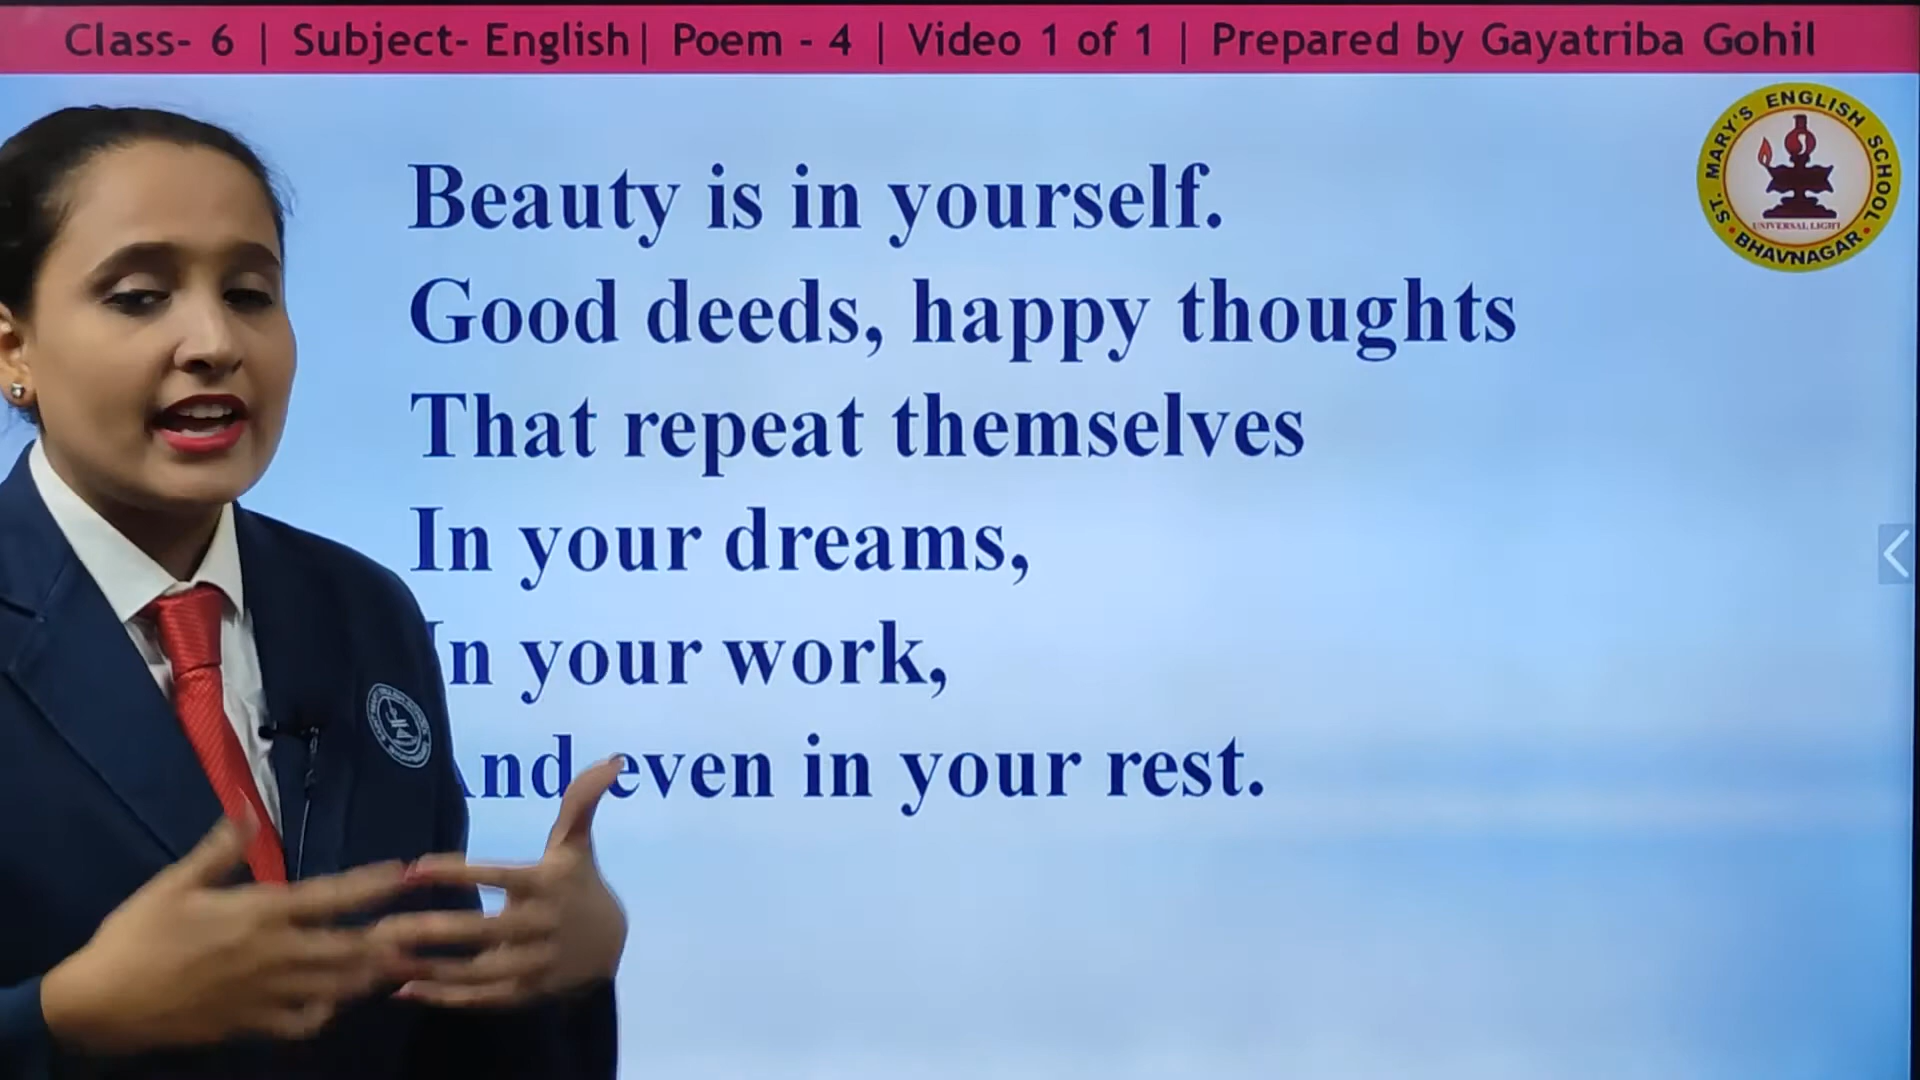 Class- 6 | Subject- English| Poem - 4 | Video 1 of 1 | Prepared by Gayatriba Gohil
ST. MARY'S ENGLISH SCHOOL
UNIVERSAL LIGHT
BHAVNAGAR
Beauty is in yourself.
Good deeds, happy thoughts
That repeat themselves
In your dreams,
In your work,
And even in your rest.